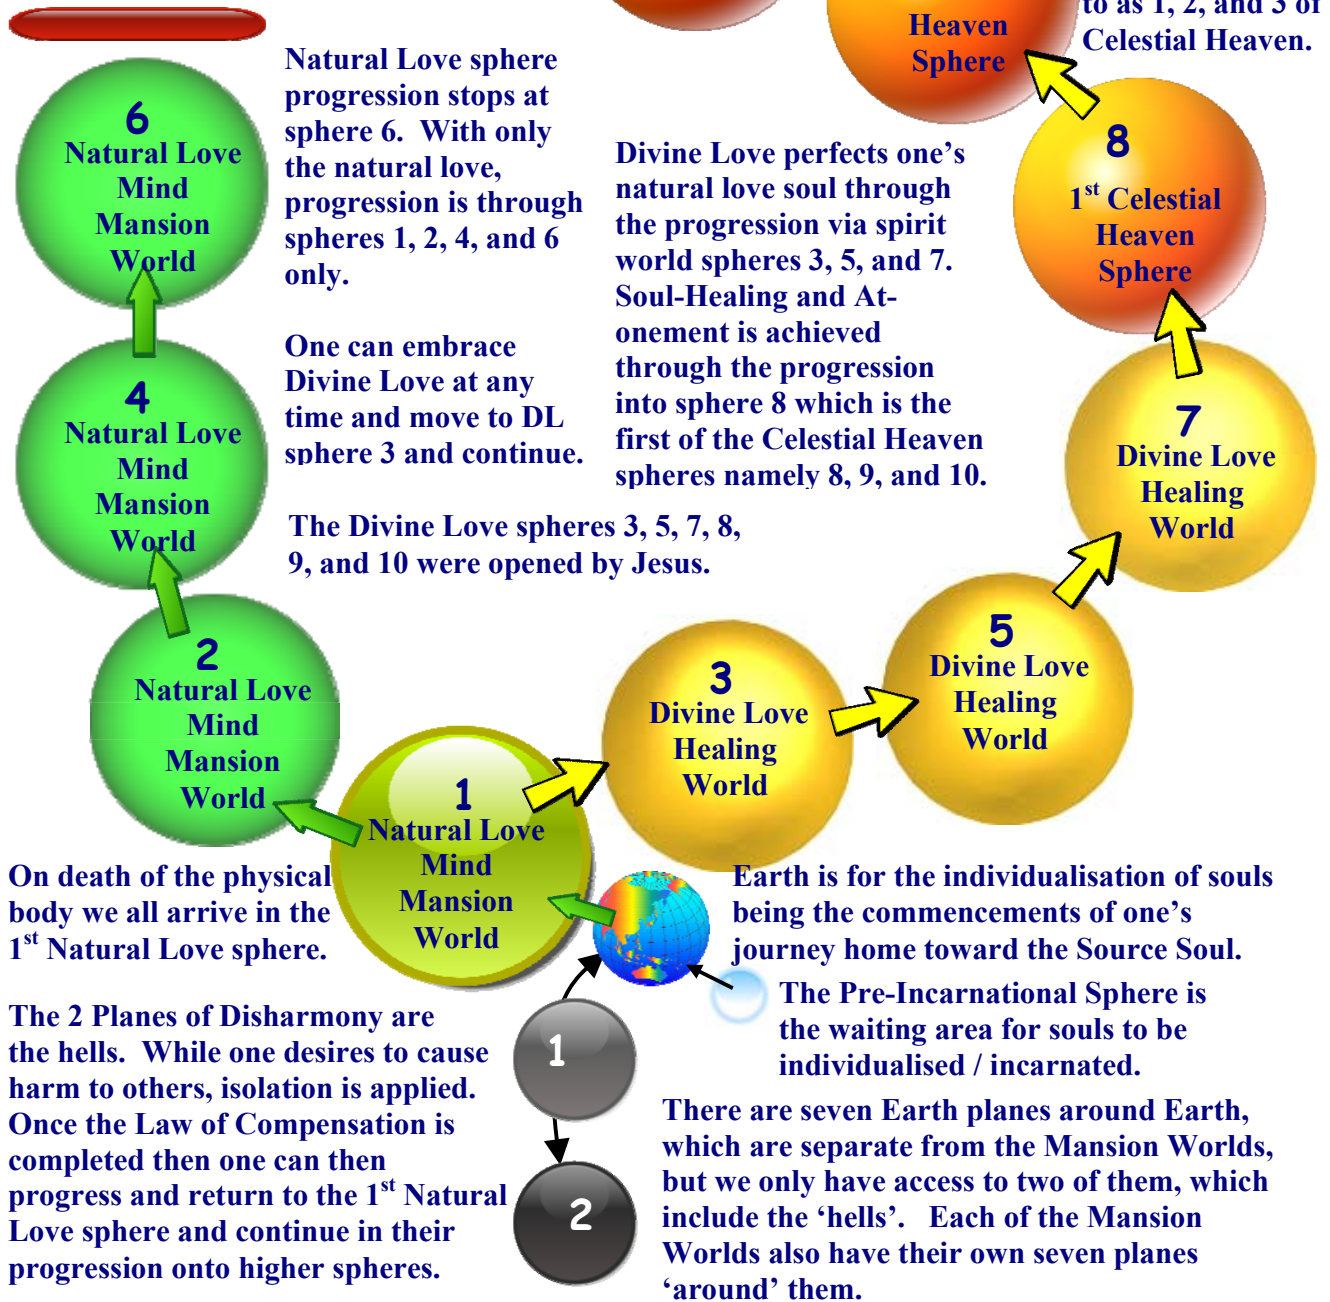 to as 1, 2, and 3 of
Celestial Heaven.
Heaven
Sphere
Natural Love sphere
progression stops at
sphere 6. With only
the natural love,
progression is through
spheres 1, 2, 4, and 6
only.
6
Natural Love
Mind
Mansion
World
Divine Love perfects one's
natural love soul through
the progression via spirit
world spheres 3, 5, and 7.
Soul-Healing and At-
onement is achieved
through the progression
into sphere 8 which is the
first of the Celestial Heaven
spheres namely 8, 9, and 10.
8
1st Celestial
Heaven
Sphere
One can embrace
Divine Love at any
time and move to DL
sphere 3 and continue.
4
Natural Love
Mind
Mansion
World
7
Divine Love
Healing
World
The Divine Love spheres 3, 5, 7, 8,
9, and 10 were opened by Jesus.
2
Natural Love
Mind
Mansion
World
3
Divine Love
Healing
World
5
Divine Love
Healing
World
1
Natural Love
Mind
Mansion
World
On death of the physical
body we all arrive in the
1st Natural Love sphere.
Earth is for the individualisation of souls
being the commencements of one's
journey home toward the Source Soul.
The Pre-Incarnational Sphere is
the waiting area for souls to be
individualised / incarnated.
The 2 Planes of Disharmony are
the hells. While one desires to cause
harm to others, isolation is applied.
Once the Law of Compensation is
completed then one can then
progress and return to the 1st Natural
Love sphere and continue in their
progression onto higher spheres.
1
2
There are seven Earth planes around Earth,
which are separate from the Mansion Worlds,
but we only have access to two of them, which
include the 'hells'. Each of the Mansion
Worlds also have their own seven planes
'around' them.